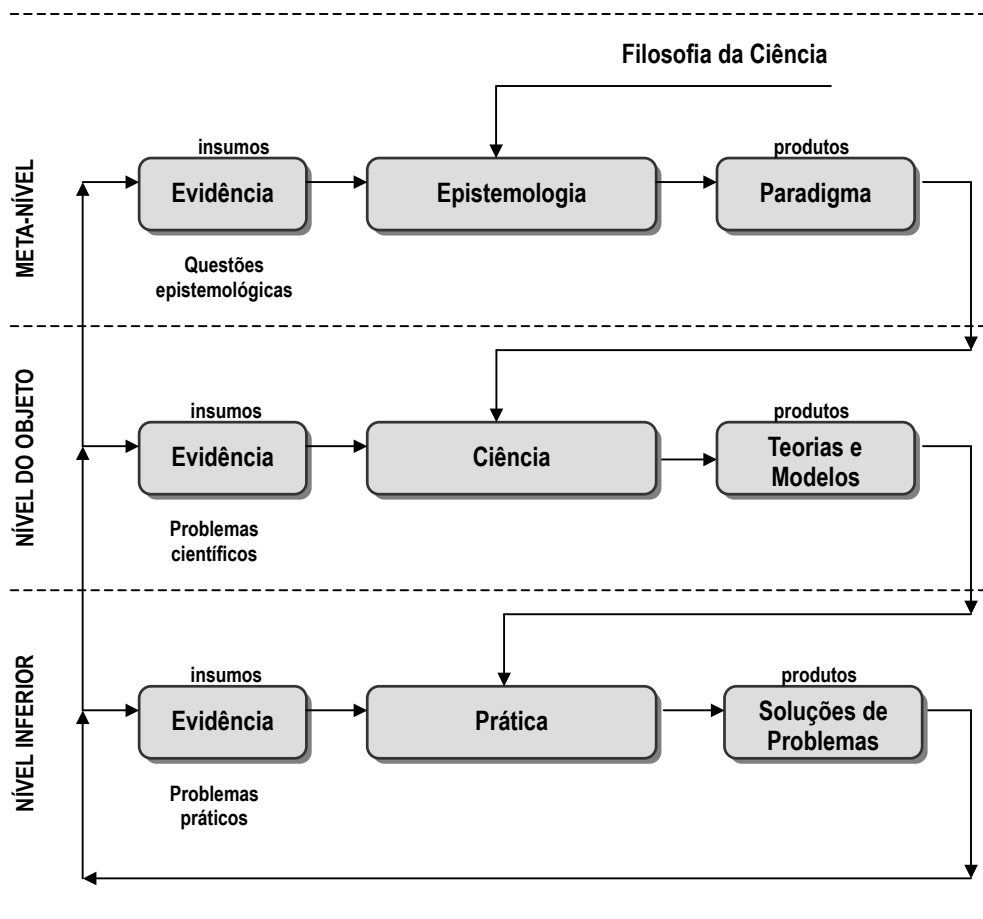 Filosofia da Ciência
META-NÍVEL
insumos
Evidência
Questões
epistemológicas
Epistemologia
produtos
Paradigma
NÍVEL DO OBJETO
insumos
Evidência
Problemas
científicos
Ciência
produtos
Teorias e
Modelos
NÍVEL INFERIOR
insumos
Evidência
Problemas
práticos
Prática
produtos
Soluções de
Problemas